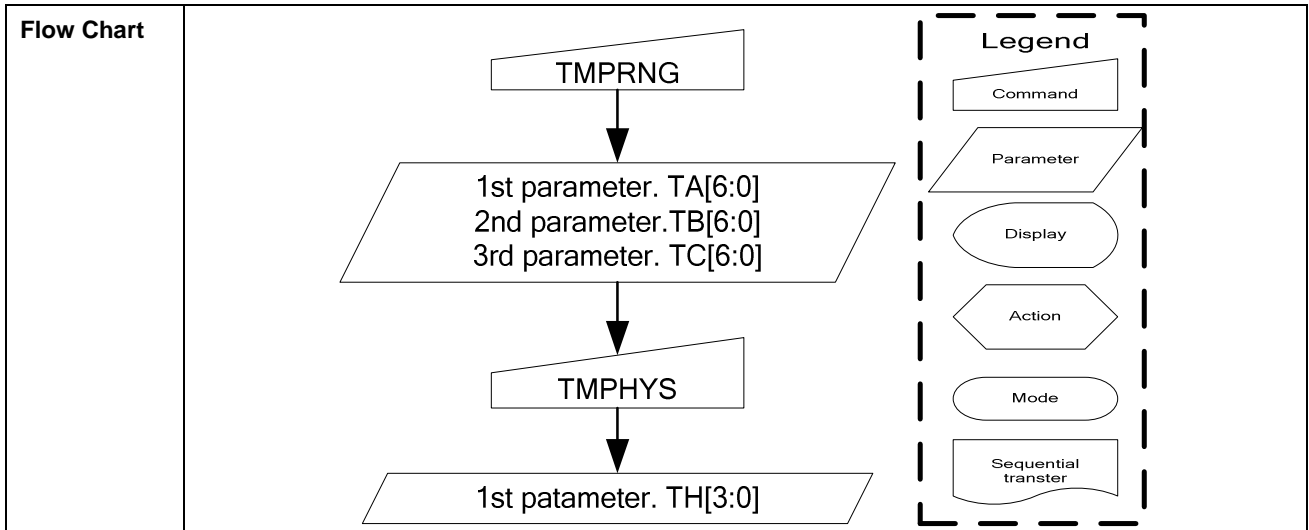 Flow Chart
TMPRNG
1st parameter. TA[6:0]
2nd parameter.TB[6:0]
3rd parameter. TC[6:0]
TMPHYS
1st patameter. TH[3:0]
Legend
Command
Parameter
Display
Action
Mode
Sequential
transter